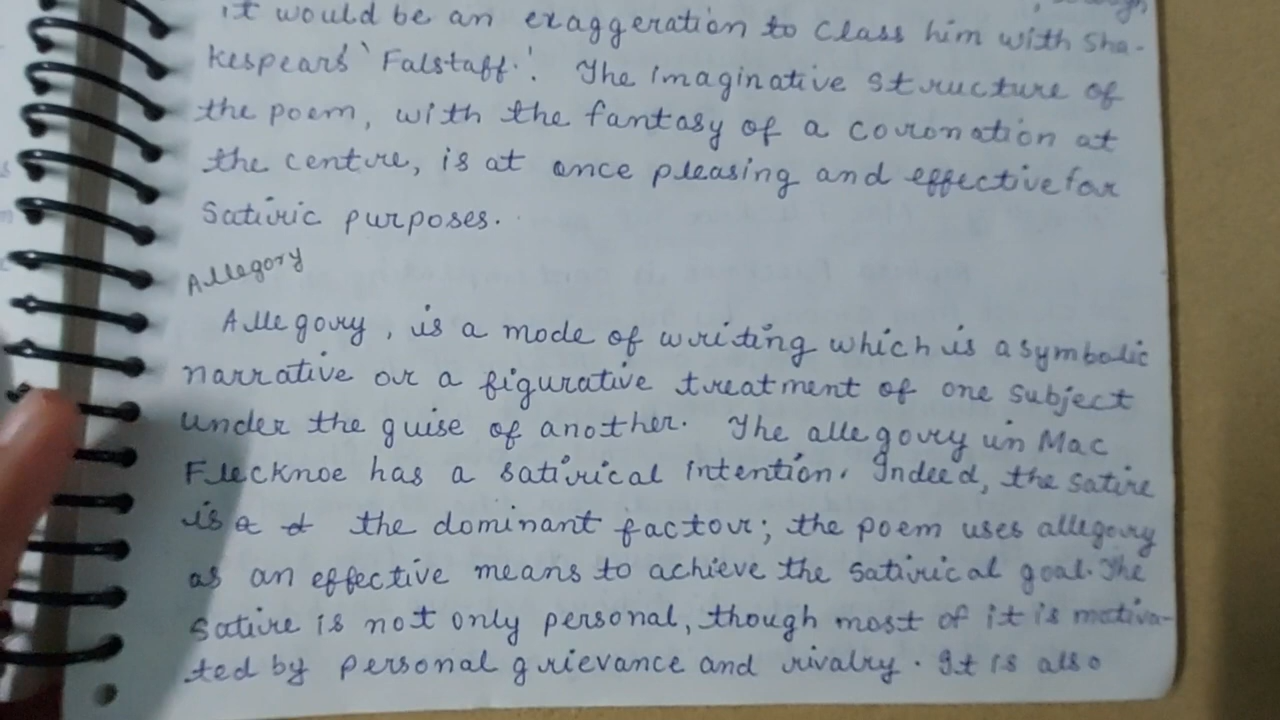 it would be an exaggeration to class him with Sha-
kespears' 'Falstaff'. The imaginative structure of
the poem, with the fantasy of a coronation at
the centre, is at once pleasing and effective for
Satiric purposes.
Allegory
Allegory, is a mode of writing which is a symbolic
narrative or a figurative treatment of one subject
under the guise of another. The allegory in Mac
Flecknoe has a satirical intention. Indeed, the satire
is the dominant factor; the poem uses allegory
as an effective means to achieve the satirical goal. The
Satire is not only personal, though most of it is motiva-
ted by personal grievance and rivalry. It is also